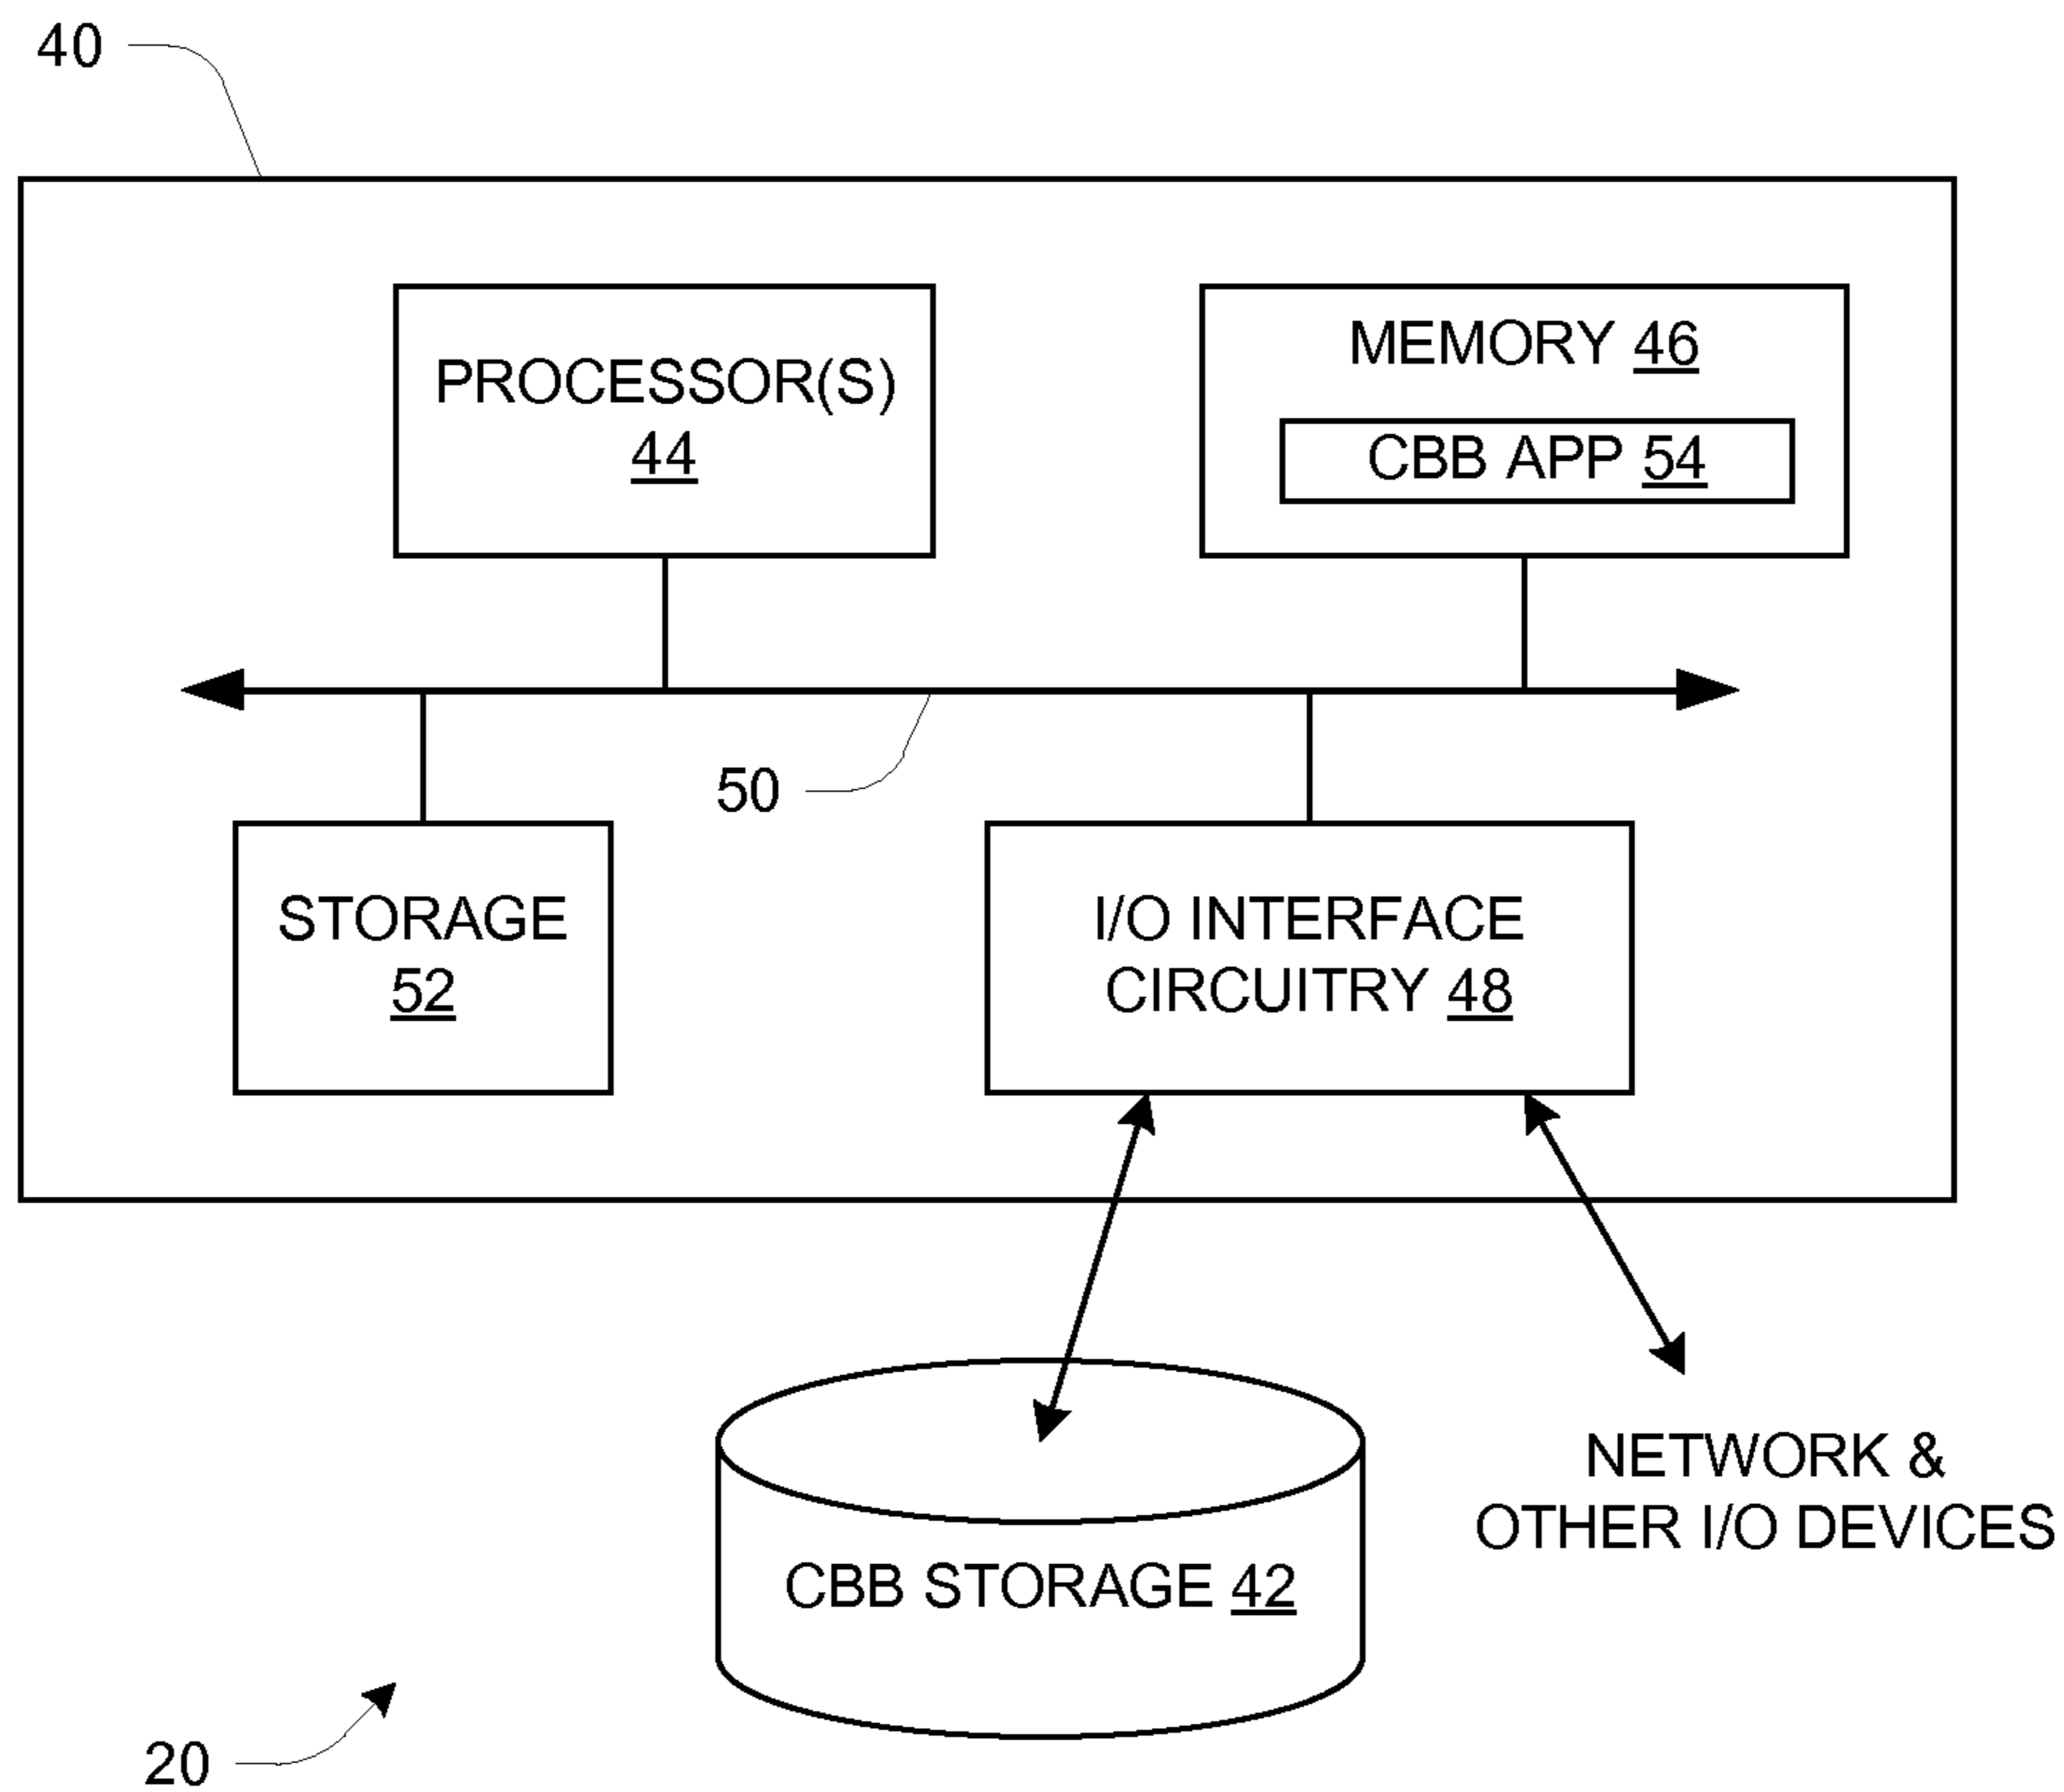 40
PROCESSOR(S)
44
MEMORY 46
CBB APP 54
50
STORAGE
52
I/O INTERFACE
CIRCUITRY 48
NETWORK &
OTHER I/O DEVICES
CBB STORAGE 42
20